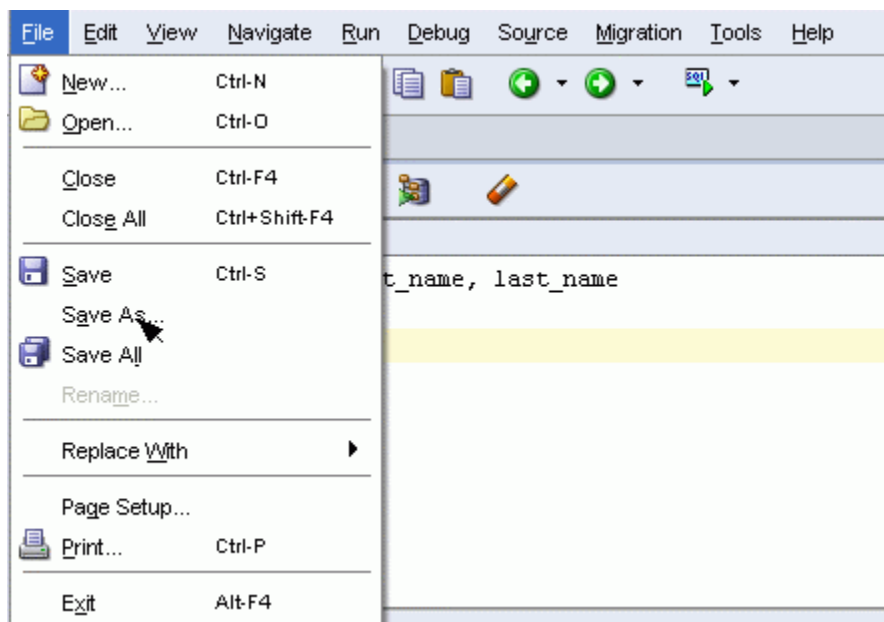 File Edit View Navigate Run Debug Source Migration Tools Help
New... Ctrl-N
SQL
Open... Ctrl-O
Close Ctrl-F4
Close All Ctrl+Shift-F4
Save Ctrl-S
t_name, last_name
Save As...
Save All
Rename...
Replace With
Page Setup...
Print... Ctrl-P
Exit Alt-F4